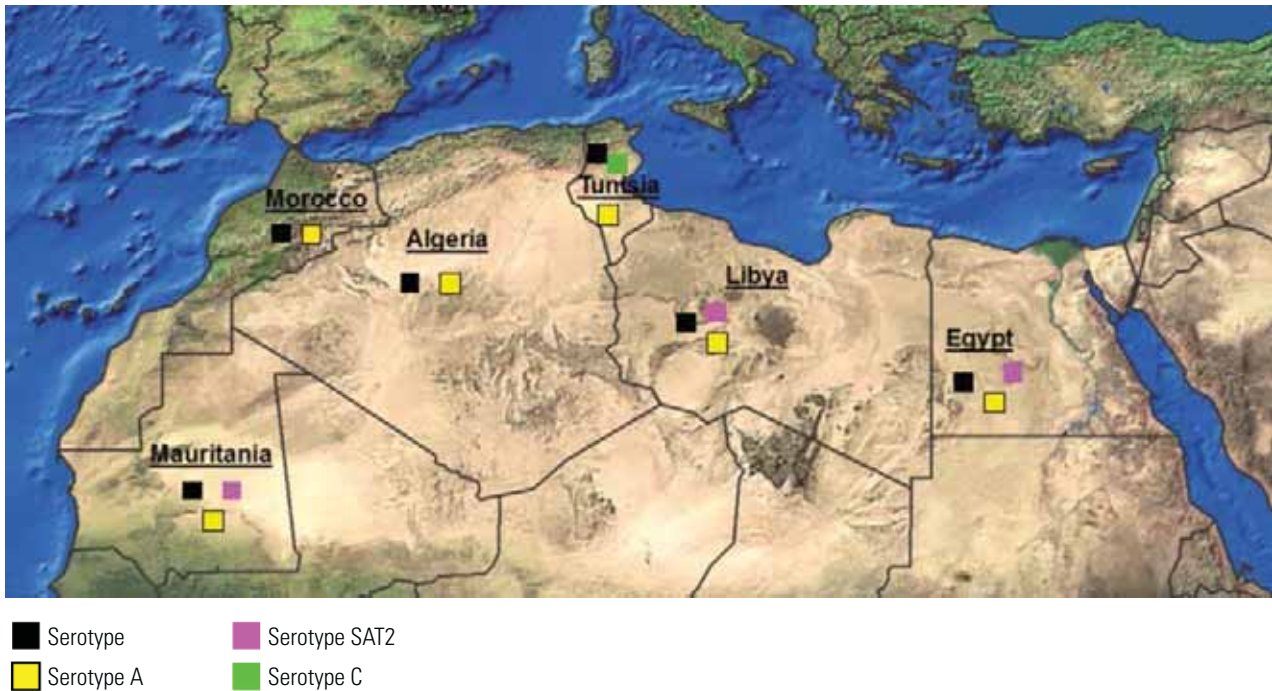 Morocco
Tunisia
Algeria
Libya
Egypt
Mauritania
Serotype
Serotype SAT2
Serotype A
Serotype C